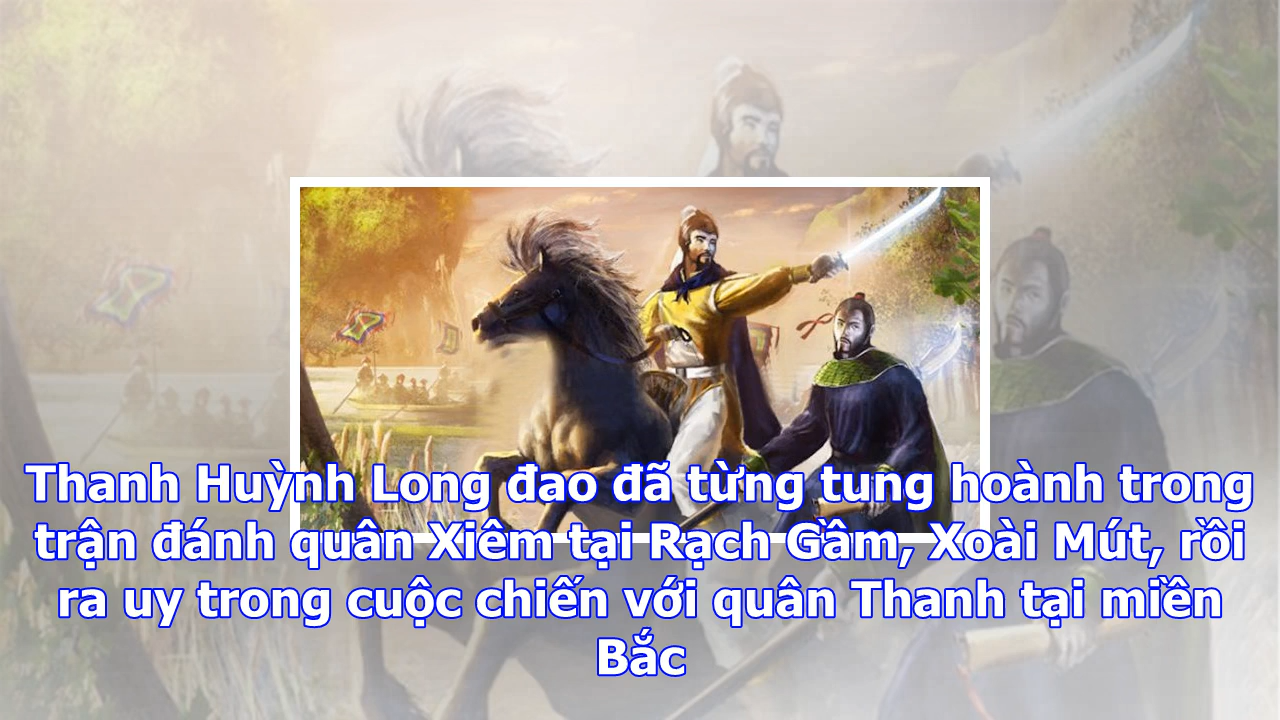 Thanh Huỳnh Long đao đã từng tung hoành trong
trận đánh quân Xiêm tại Rạch Gầm, Xoài Mút, rồi
ra uy trong cuộc chiến với quân Thanh tại miền
Bắc